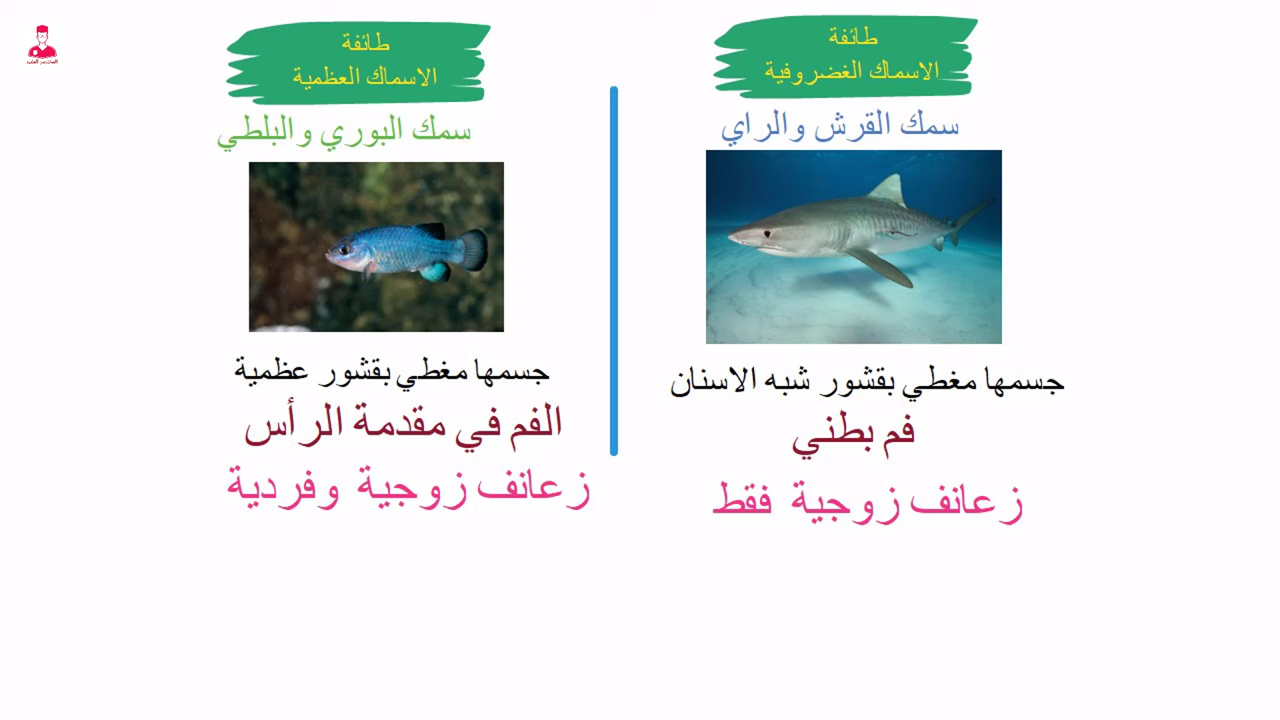 طائفة
الاسماك الغضروفية
سمك القرش والراي
جسمها مغطي بقشور شبه الاسنان
فم بطني
زعانف زوجية فقط
طائفة
الاسماك العظمية
سمك البوري والبلطي
جسمها مغطي بقشور عظمية
الفم في مقدمة الرأس
زعانف زوجية وفردية